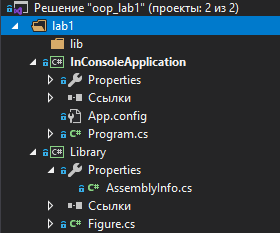 Решение "oop_lab1" (проекты: 2 из 2)
lab1
lib
C# InConsoleApplication
Properties
Ссылки
App.config
C# Program.cs
C# Library
Properties
C# AssemblyInfo.cs
Ссылки
C# Figure.cs